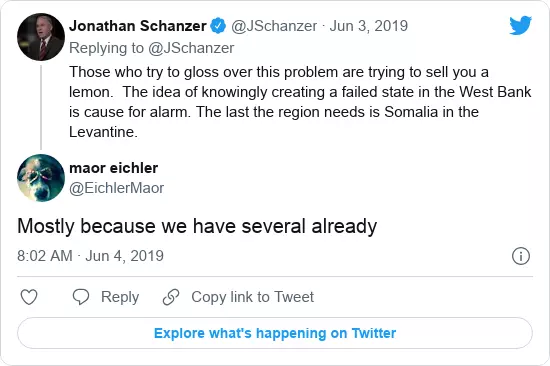 Jonathan Schanzer @JSchanzer · Jun 3, 2019
Replying to @JSchanzer
Those who try to gloss over this problem are trying to sell you a
lemon.  The idea of knowingly creating a failed state in the West Bank
is cause for alarm. The last the region needs is Somalia in the
Levantine.
maor eichler
@EichlerMaor
Mostly because we have several already
8:02 AM · Jun 4, 2019
Reply
Copy link to Tweet
Explore what's happening on Twitter